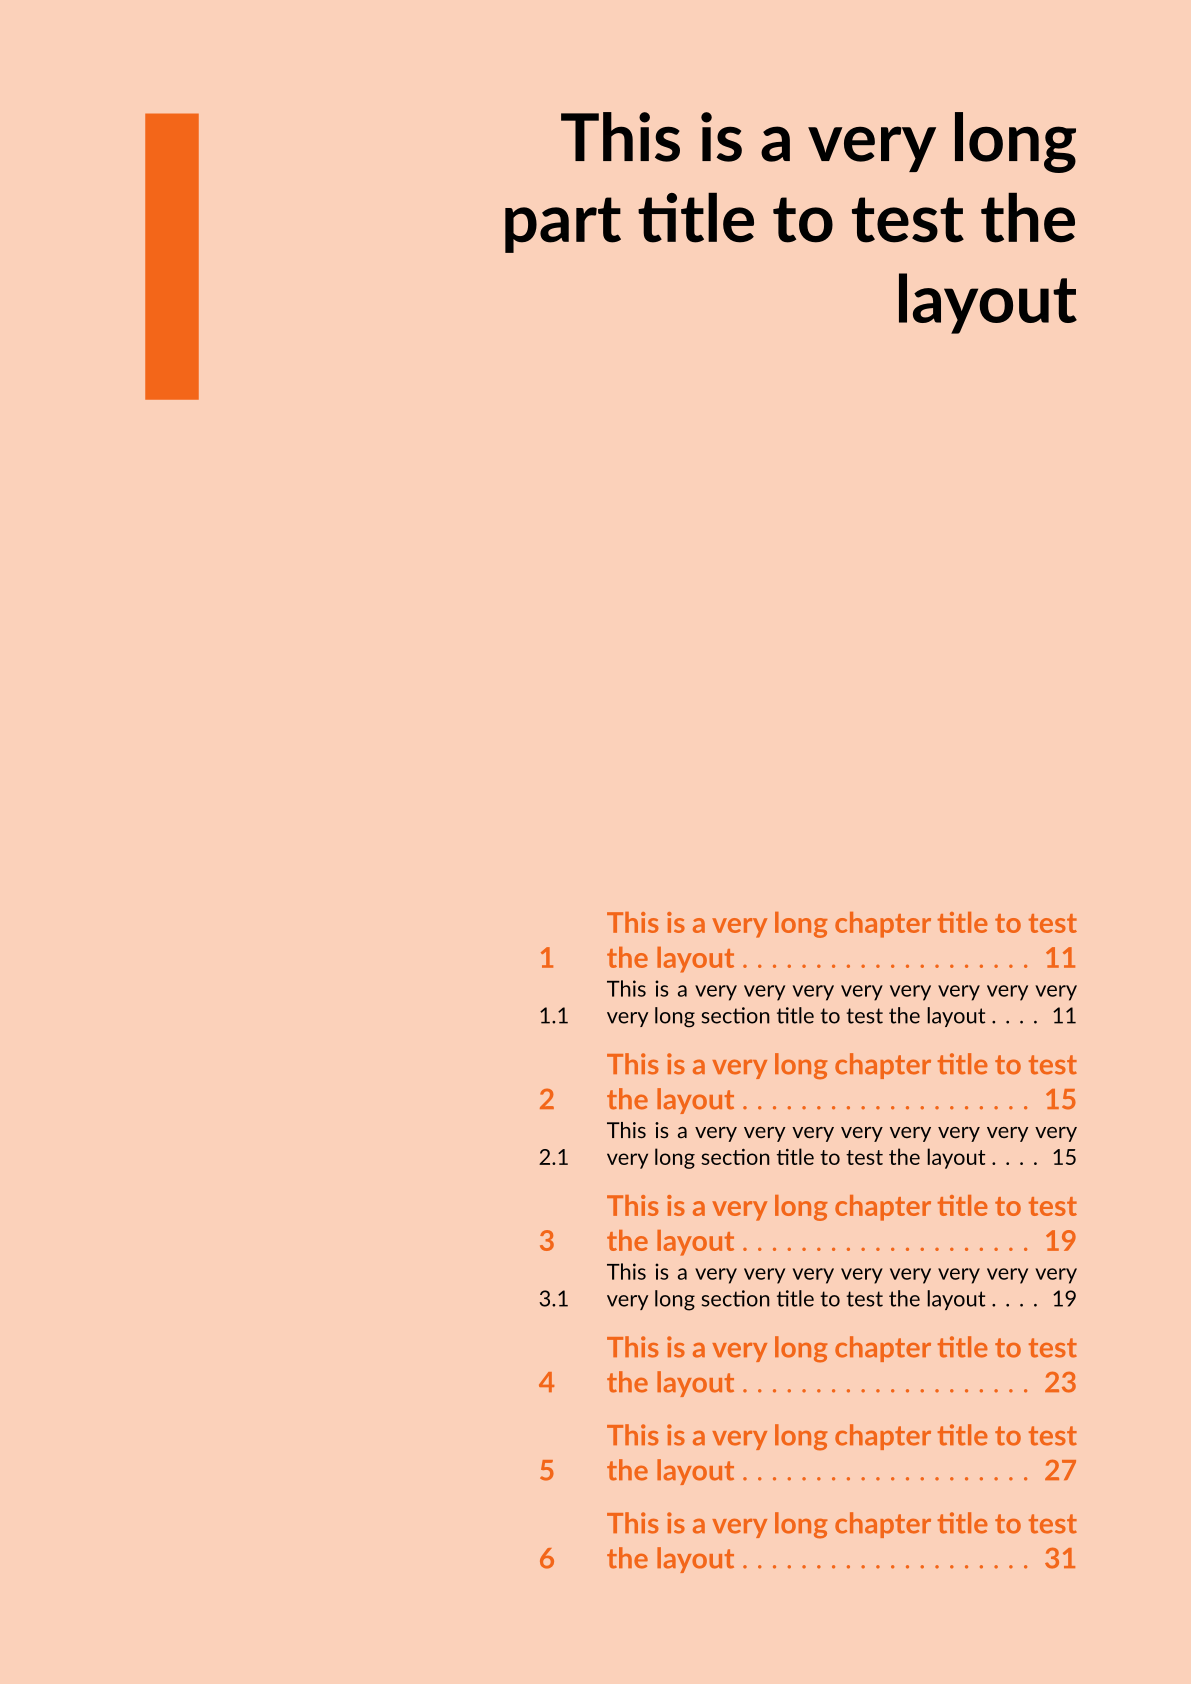 I
This is a very long
part title to test the
layout
This is a very long chapter title to test
1 the layout . . . . . . . . . . . . . . . . . . . . 11
This is a very very very very very very very very
1.1 very long section title to test the layout . . . . 11
This is a very long chapter title to test
2 the layout . . . . . . . . . . . . . . . . . . . . 15
This is a very very very very very very very very
2.1 very long section title to test the layout . . . . 15
This is a very long chapter title to test
3 the layout . . . . . . . . . . . . . . . . . . . . 19
This is a very very very very very very very very
3.1 very long section title to test the layout . . . . 19
This is a very long chapter title to test
4 the layout . . . . . . . . . . . . . . . . . . . . 23
This is a very long chapter title to test
5 the layout . . . . . . . . . . . . . . . . . . . . 27
This is a very long chapter title to test
6 the layout . . . . . . . . . . . . . . . . . . . . 31